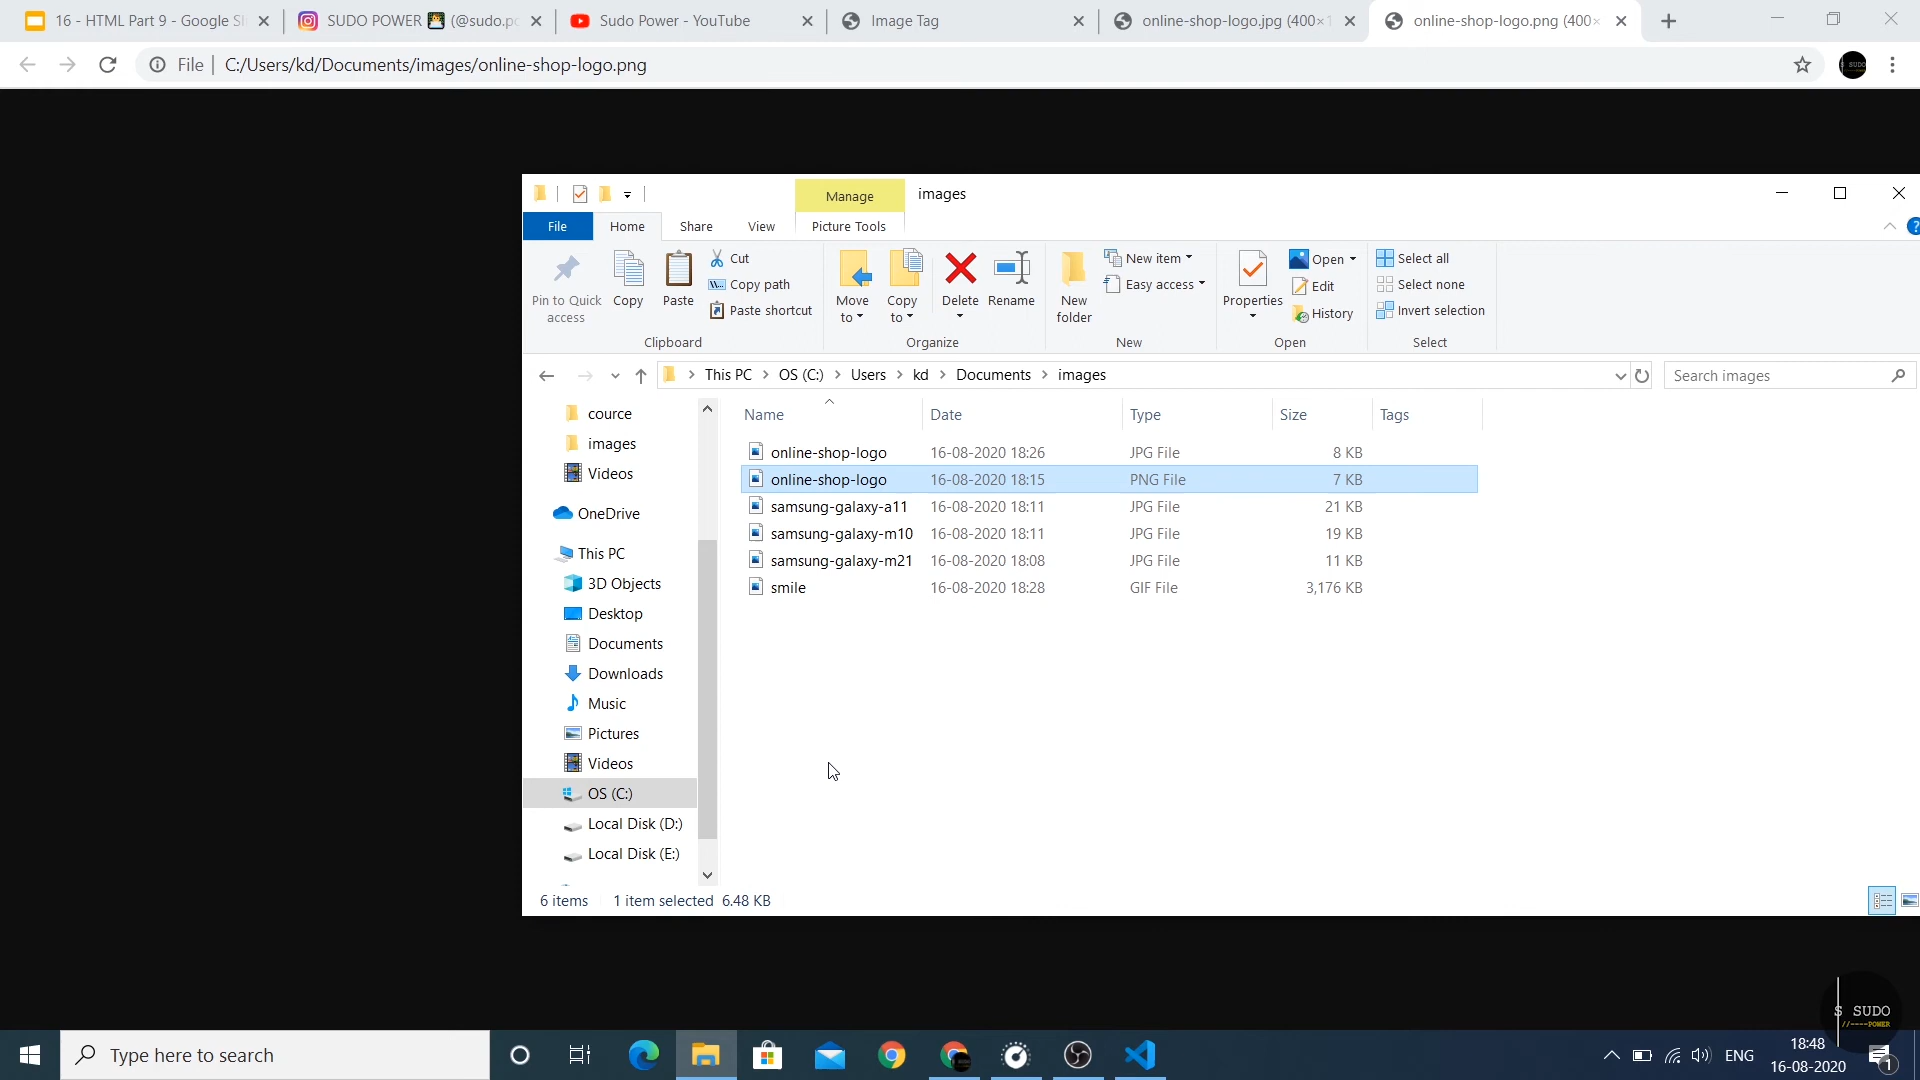 16 - HTML Part 9 - Google Sl
SUDO POWER (@sudo.po
Sudo Power - YouTube
Image Tag
online-shop-logo.jpg (400×1
online-shop-logo.png (400×
File
C:/Users/kd/Documents/images/online-shop-logo.png
Manage
images
File
Home
Share
View
Picture Tools
Pin to Quick access
Copy
Paste
Cut
Copy path
Paste shortcut
Clipboard
Move to
Copy to
Delete
Rename
Organize
New folder
New item
Easy access
New
Properties
Open
Edit
History
Open
Select all
Select none
Invert selection
Select
This PC > OS (C:) > Users > kd > Documents > images
Search images
cource
images
Videos
OneDrive
This PC
3D Objects
Desktop
Documents
Downloads
Music
Pictures
Videos
OS (C:)
Local Disk (D:)
Local Disk (E:)
Name Date Type Size Tags
online-shop-logo 16-08-2020 18:26 JPG File 8 KB
online-shop-logo 16-08-2020 18:15 PNG File 7 KB
samsung-galaxy-a11 16-08-2020 18:11 JPG File 21 KB
samsung-galaxy-m10 16-08-2020 18:11 JPG File 19 KB
samsung-galaxy-m21 16-08-2020 18:08 JPG File 11 KB
smile 16-08-2020 18:28 GIF File 3,176 KB
6 items 1 item selected 6.48 KB
$ SUDO
//----POWER
Type here to search
ENG
18:48
16-08-2020
1